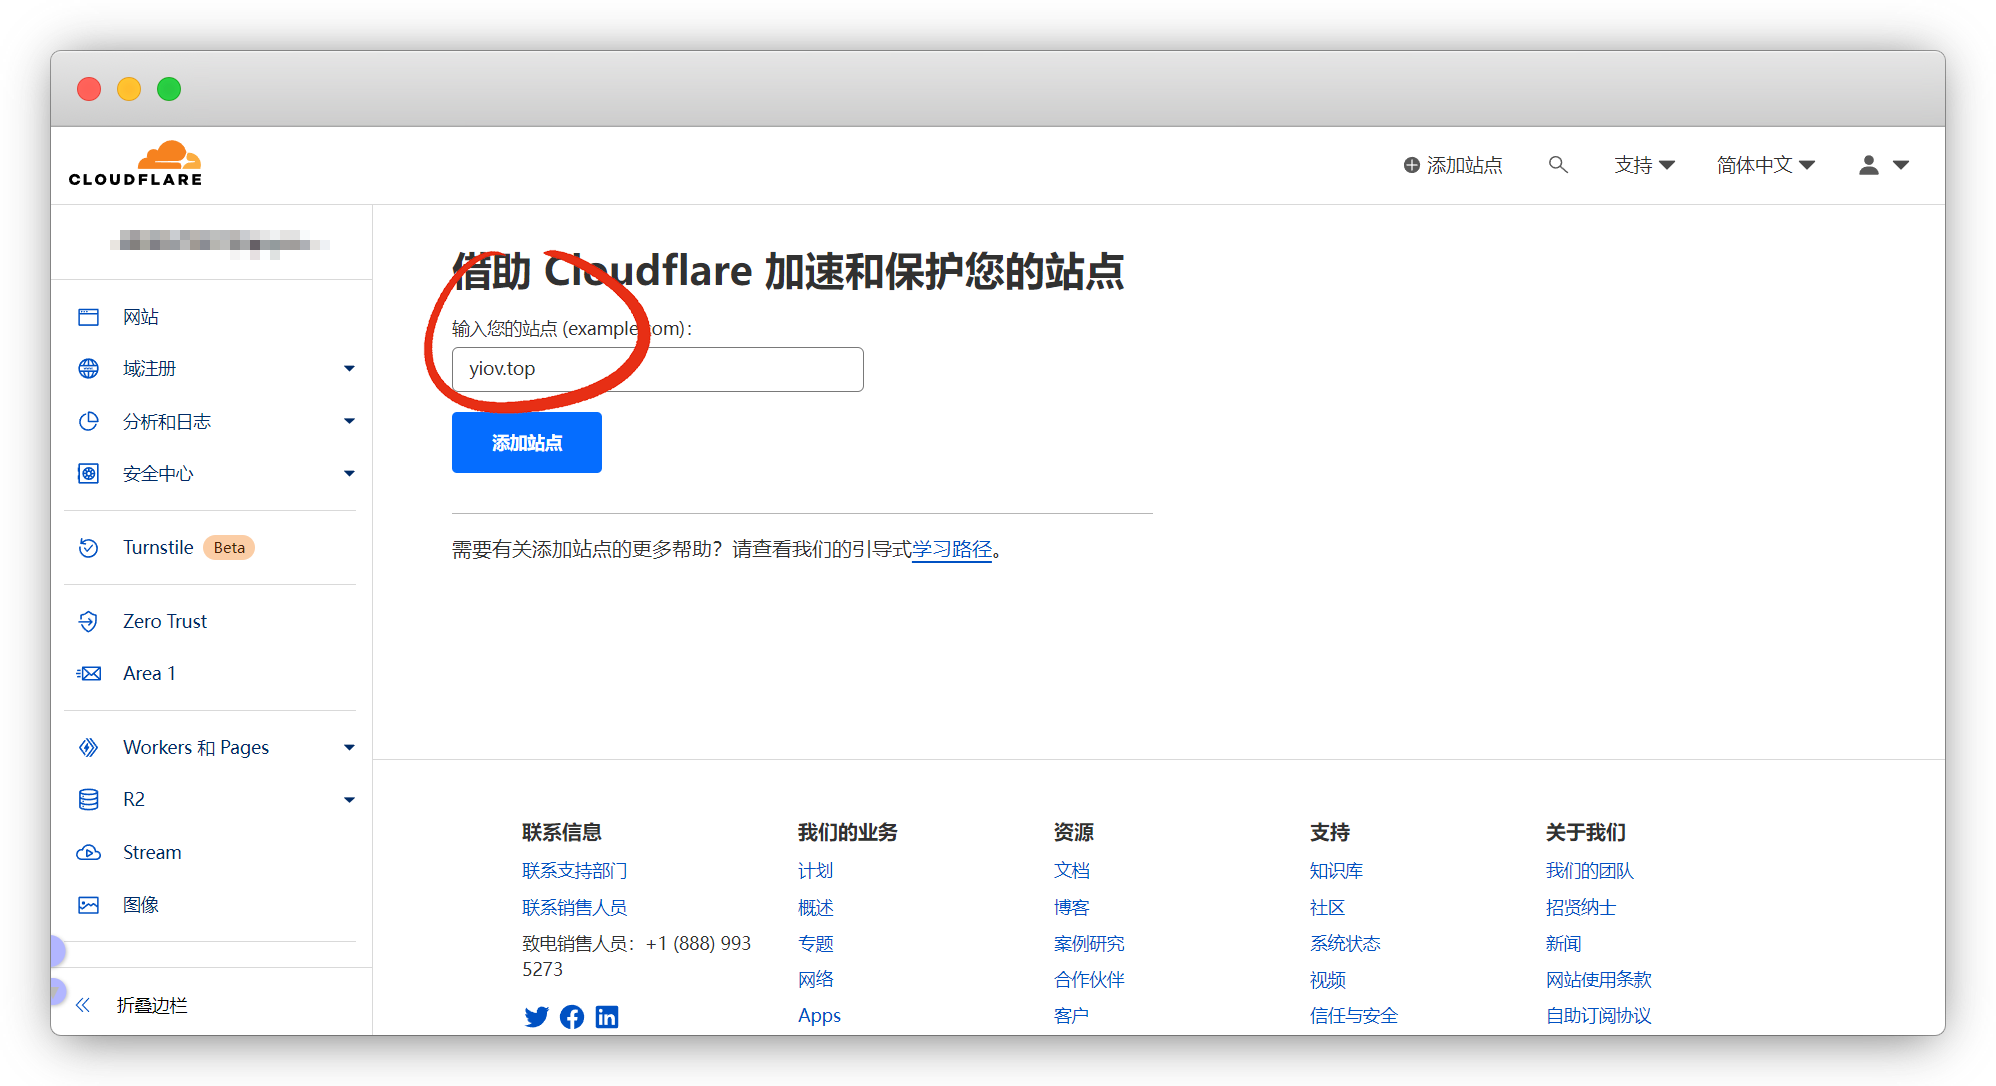 CLOUDFLARE
添加站点
支持
简体中文
网站
域注册
分析和日志
安全中心
Turnstile Beta
Zero Trust
Area 1
Workers 和 Pages
R2
Stream
图像
折叠边栏
借助 Cloudflare 加速和保护您的站点
输入您的站点 (example.com)：
yiov.top
添加站点
需要有关添加站点的更多帮助？请查看我们的引导式学习路径。
联系信息
联系支持部门
联系销售人员
致电销售人员：+1 (888) 993
5273
我们的业务
计划
概述
专题
网络
Apps
资源
文档
博客
案例研究
合作伙伴
客户
支持
知识库
社区
系统状态
视频
信任与安全
关于我们
我们的团队
招贤纳士
新闻
网站使用条款
自助订阅协议